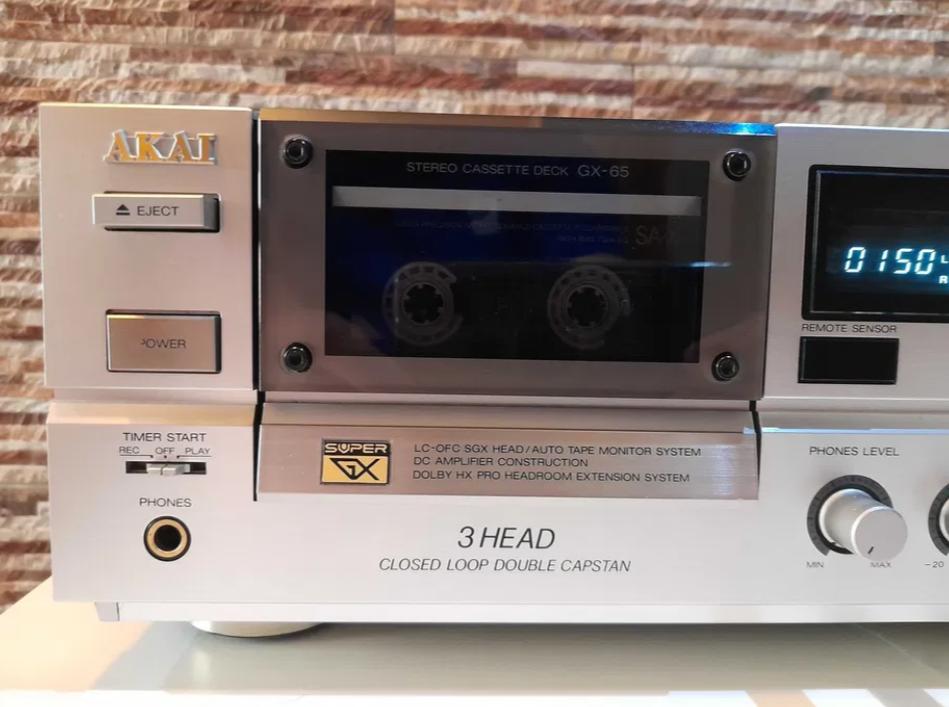 AKAI
⏏ EJECT
POWER
STEREO CASSETTE DECK GX-65
SA-X
0150
REMOTE SENSOR
TIMER START
REC OFF PLAY
PHONES
SUPER
GX
LC-OFC SGX HEAD/AUTO TAPE MONITOR SYSTEM
DC AMPLIFIER CONSTRUCTION
DOLBY HX PRO HEADROOM EXTENSION SYSTEM
3 HEAD
CLOSED LOOP DOUBLE CAPSTAN
PHONES LEVEL
MIN MAX
-20